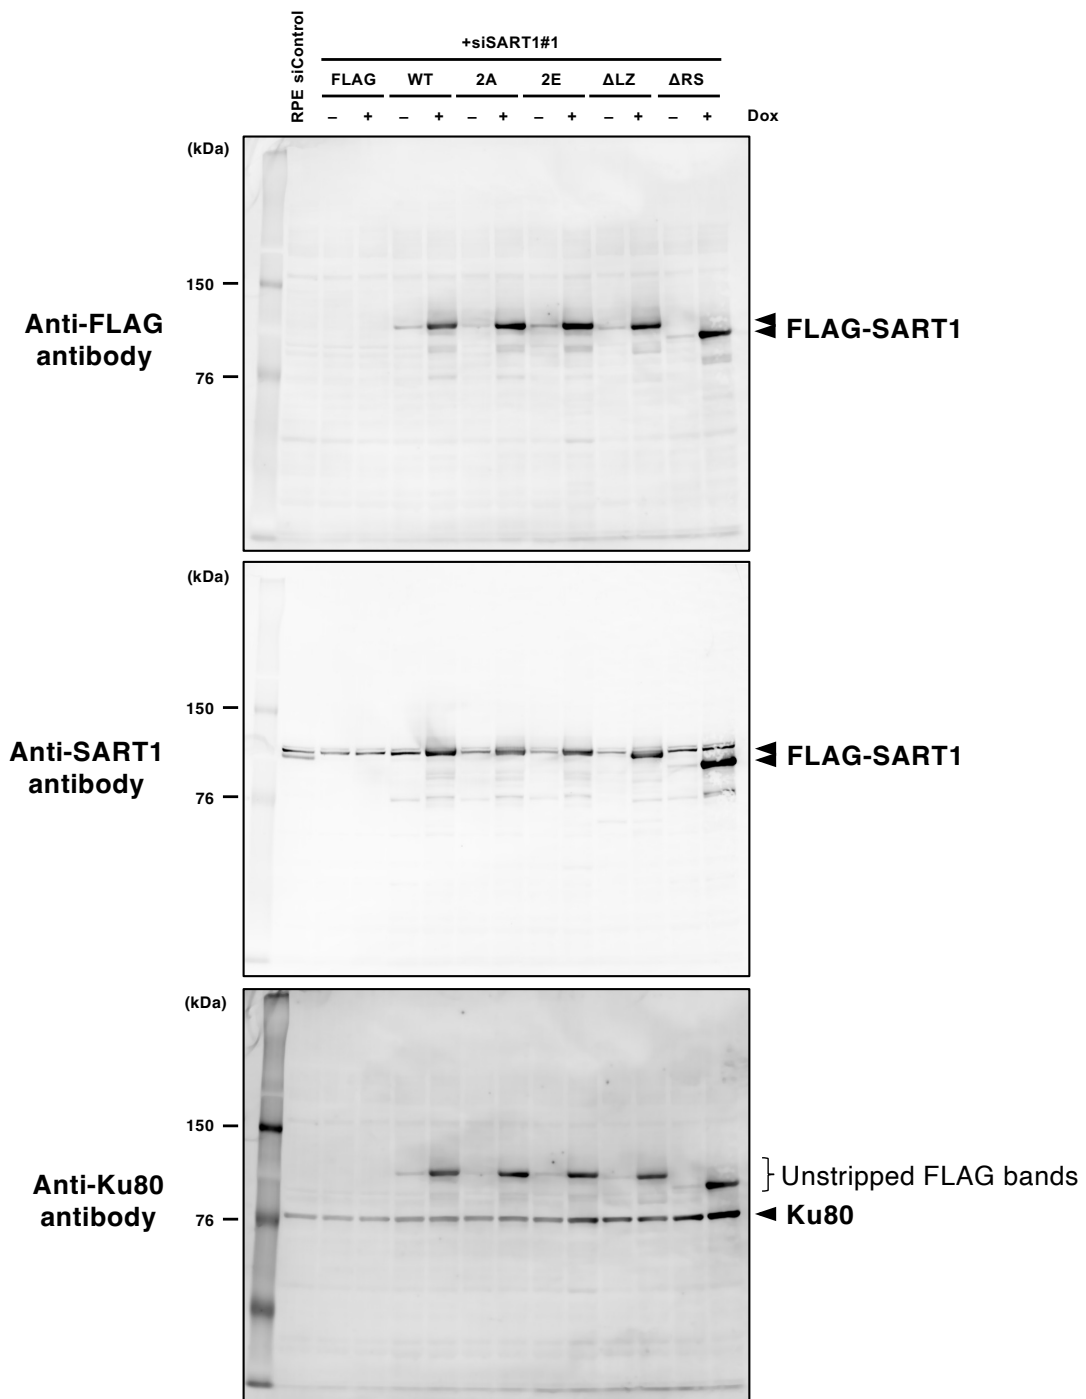 RPE siControl
+siSART1#1
FLAG WT 2A 2E ΔLZ ΔRS
– + – + – + – + – + – + Dox
(kDa)
150
76
Anti-FLAG
antibody
FLAG-SART1
(kDa)
150
76
Anti-SART1
antibody
FLAG-SART1
(kDa)
150
76
Anti-Ku80
antibody
Unstripped FLAG bands
Ku80